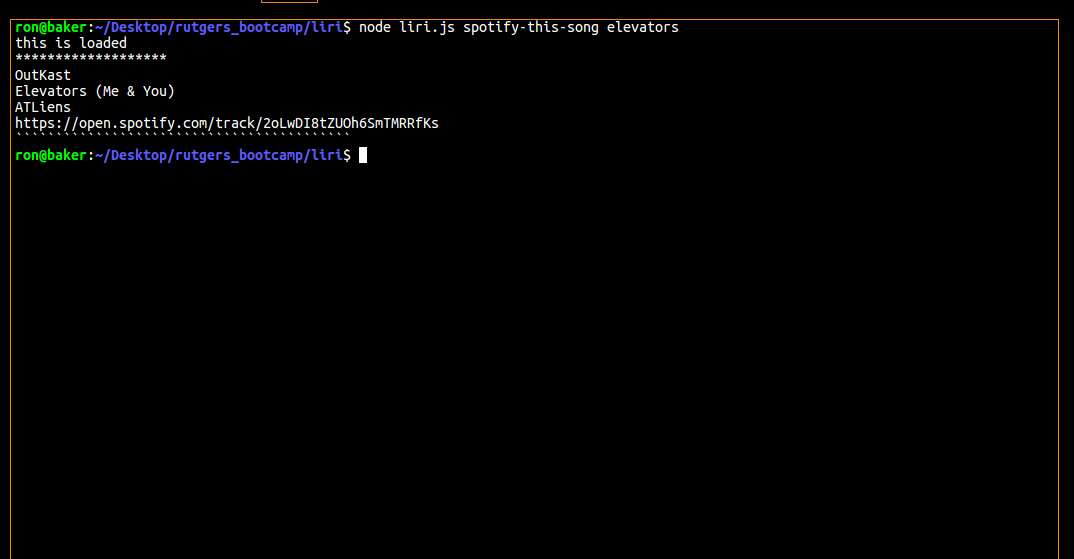 ron@baker:~/Desktop/rutgers_bootcamp/liri$ node liri.js spotify-this-song elevators
this is loaded
*******************
OutKast
Elevators (Me & You)
ATLiens
https://open.spotify.com/track/2oLwDI8tZUOh6SmTMRRfKs
``````````````````````````````````````````
ron@baker:~/Desktop/rutgers_bootcamp/liri$